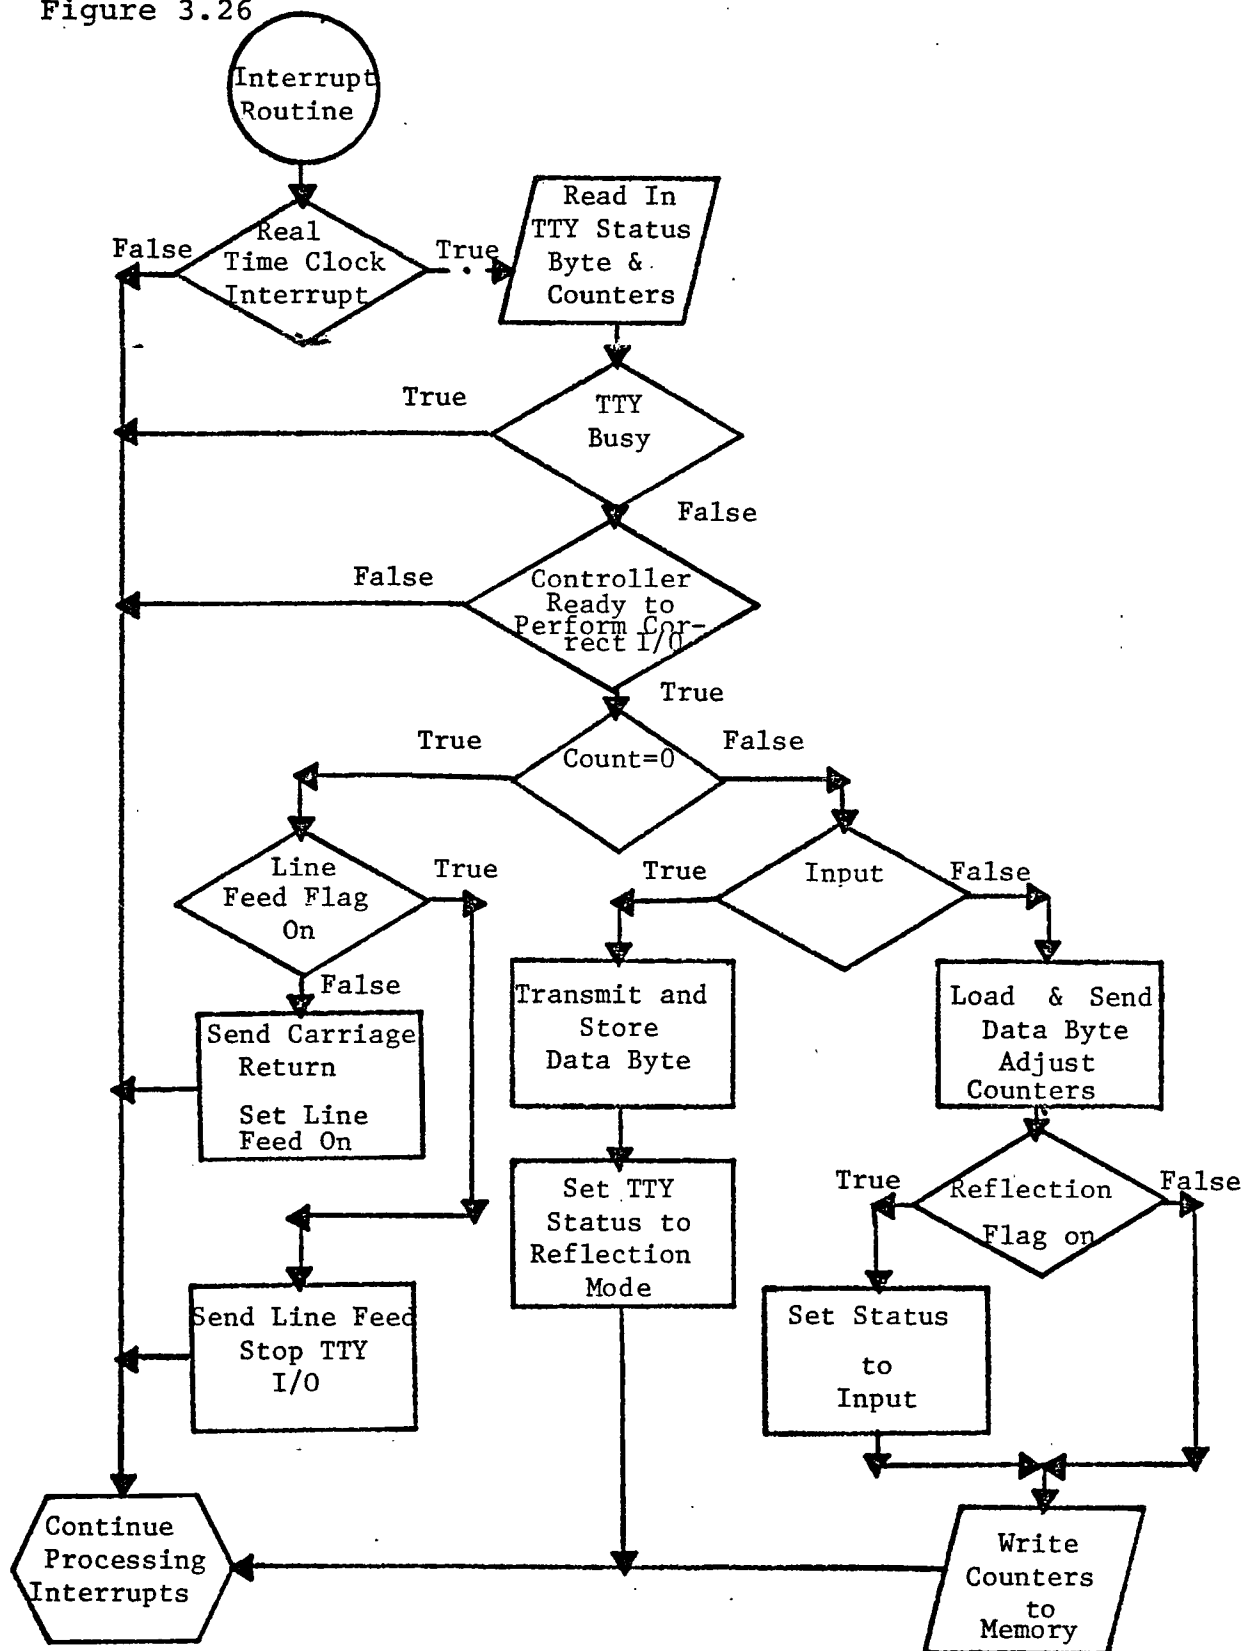 Figure 3.26
Interrupt
Routine
Real
Time Clock
Interrupt
False
True
Read In
TTY Status
Byte &
Counters
True
TTY
Busy
False
False
Controller
Ready to
Perform Cor-
rect I/O
True
True
Count=0
False
Line
Feed Flag
On
True
False
True
Input
False
Send Carriage
Return
Set Line
Feed On
Transmit and
Store
Data Byte
Load & Send
Data Byte
Adjust
Counters
Set TTY
Status to
Reflection
Mode
True
Reflection
Flag on
False
Send Line Feed
Stop TTY
I/O
Set Status
to
Input
Continue
Processing
Interrupts
Write
Counters
to
Memory